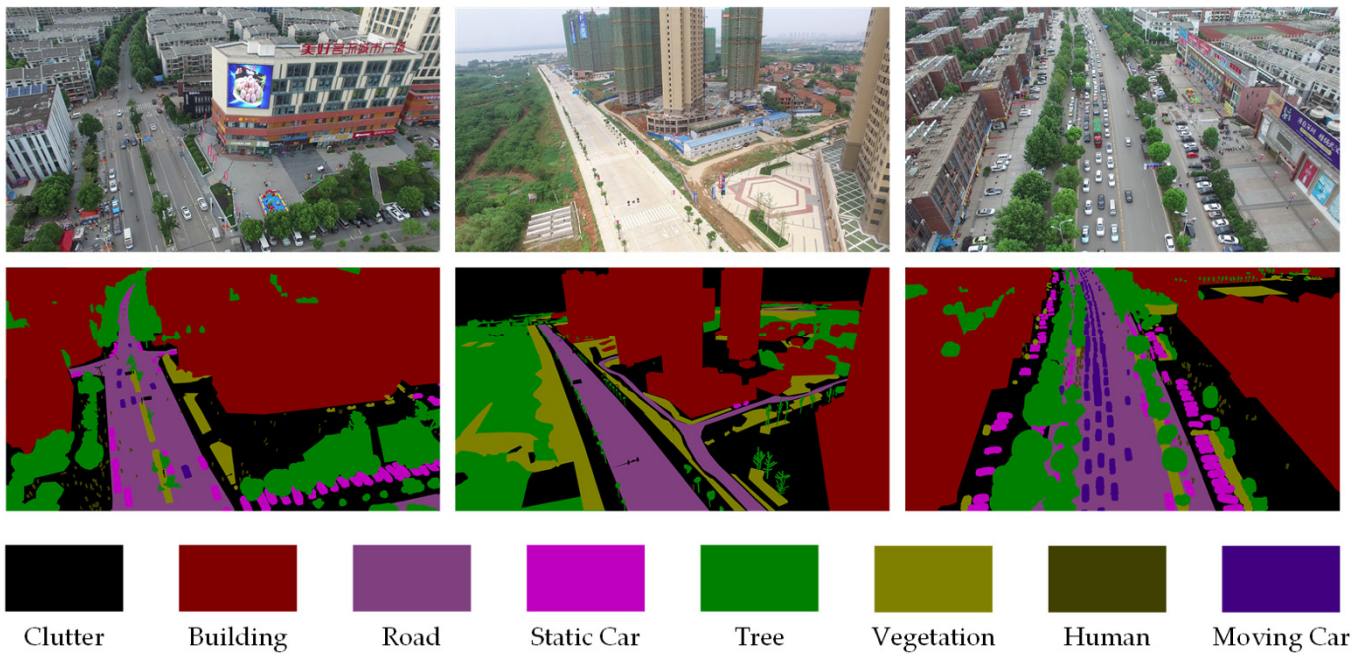 Clutter
Building
Road
Static Car
Tree
Vegetation
Human
Moving Car